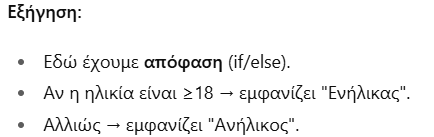 Εξήγηση:
• Εδώ έχουμε απόφαση (if/else).
• Αν η ηλικία είναι ≥18 → εμφανίζει "Ενήλικας".
• Αλλιώς → εμφανίζει "Ανήλικος".